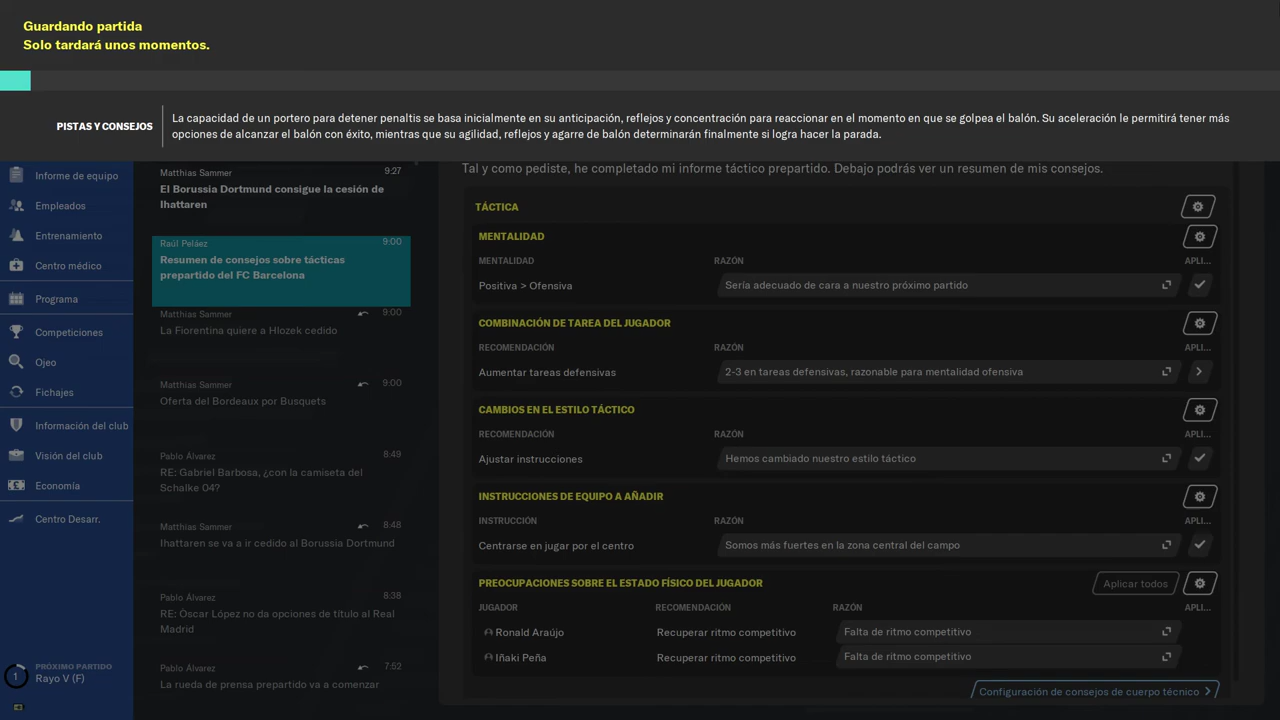 Guardando partida
Solo tardará unos momentos.
PISTAS Y CONSEJOS
La capacidad de un portero para detener penaltis se basa inicialmente en su anticipación, reflejos y concentración para reaccionar en el momento en que se golpea el balón. Su aceleración le permitirá tener más
opciones de alcanzar el balón con éxito, mientras que su agilidad, reflejos y agarre de balón determinarán finalmente si logra hacer la parada.
Informe de equipo
Empleados
Entrenamiento
Centro médico
Programa
Competiciones
Ojeo
Fichajes
Información del club
Visión del club
Economía
Centro Desarr.
PRÓXIMO PARTIDO
1
Rayo V (F)
Matthias Sammer 9:27
El Borussia Dortmund consigue la cesión de
Ihattaren
Raúl Peláez 9:00
Resumen de consejos sobre tácticas
prepartido del FC Barcelona
Matthias Sammer 9:00
La Fiorentina quiere a Hlozek cedido
Matthias Sammer 9:00
Oferta del Bordeaux por Busquets
Pablo Álvarez 8:49
RE: Gabriel Barbosa, ¿con la camiseta del
Schalke 04?
Matthias Sammer 8:48
Ihattaren se va a ir cedido al Borussia Dortmund
Pablo Álvarez 8:38
RE: Óscar López no da opciones de título al Real
Madrid
Pablo Álvarez 7:52
La rueda de prensa prepartido va a comenzar
Tal y como pediste, he completado mi informe táctico prepartido. Debajo podrás ver un resumen de mis consejos.
TÁCTICA
MENTALIDAD
MENTALIDAD RAZÓN APLI...
Positiva > Ofensiva Sería adecuado de cara a nuestro próximo partido
COMBINACIÓN DE TAREA DEL JUGADOR
RECOMENDACIÓN RAZÓN APLI...
Aumentar tareas defensivas 2-3 en tareas defensivas, razonable para mentalidad ofensiva
CAMBIOS EN EL ESTILO TÁCTICO
RECOMENDACIÓN RAZÓN APLI...
Ajustar instrucciones Hemos cambiado nuestro estilo táctico
INSTRUCCIONES DE EQUIPO A AÑADIR
INSTRUCCIÓN RAZÓN APLI...
Centrarse en jugar por el centro Somos más fuertes en la zona central del campo
PREOCUPACIONES SOBRE EL ESTADO FÍSICO DEL JUGADOR Aplicar todos
JUGADOR RECOMENDACIÓN RAZÓN APLI...
Ronald Araújo Recuperar ritmo competitivo Falta de ritmo competitivo
Iñaki Peña Recuperar ritmo competitivo Falta de ritmo competitivo
Configuración de consejos de cuerpo técnico